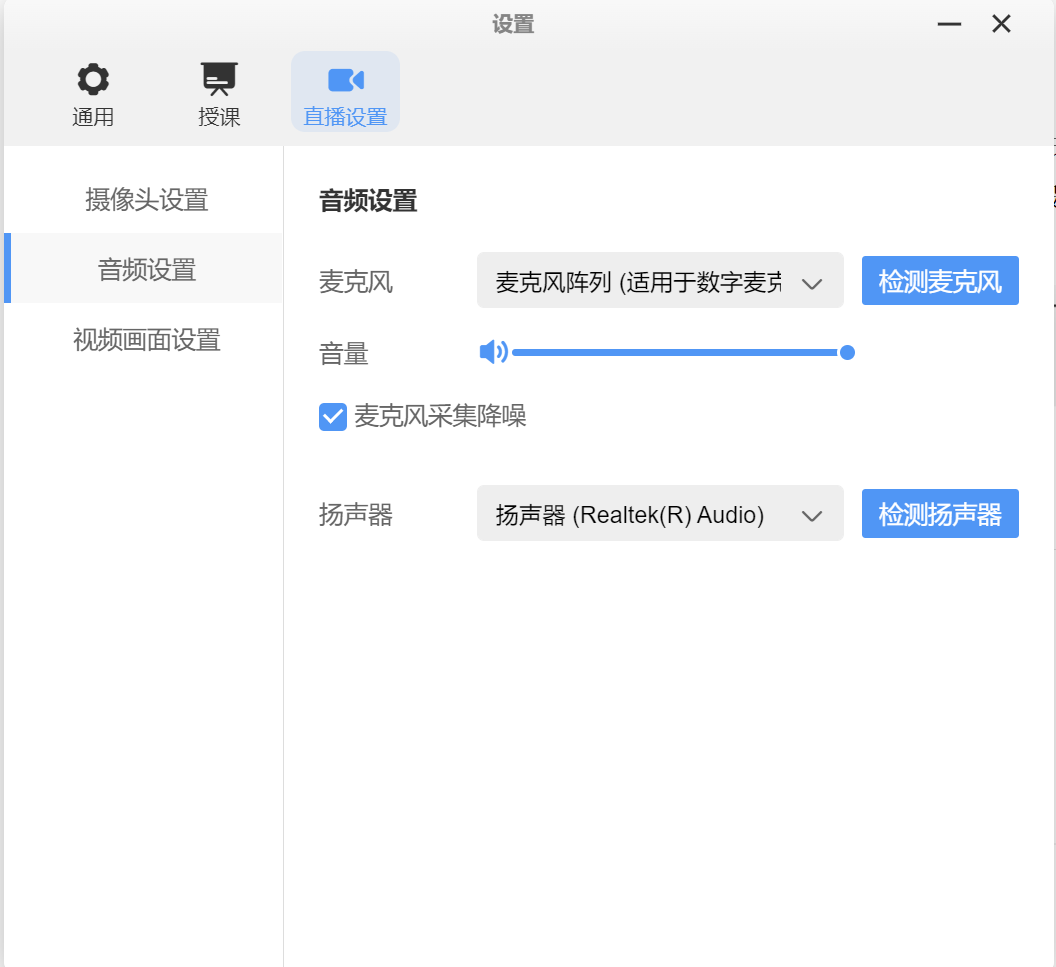 设置
通用
授课
直播设置
摄像头设置
音频设置
视频画面设置
音频设置
麦克风 麦克风阵列 (适用于数字麦克 检测麦克风
音量
麦克风采集降噪
扬声器 扬声器 (Realtek(R) Audio) 检测扬声器